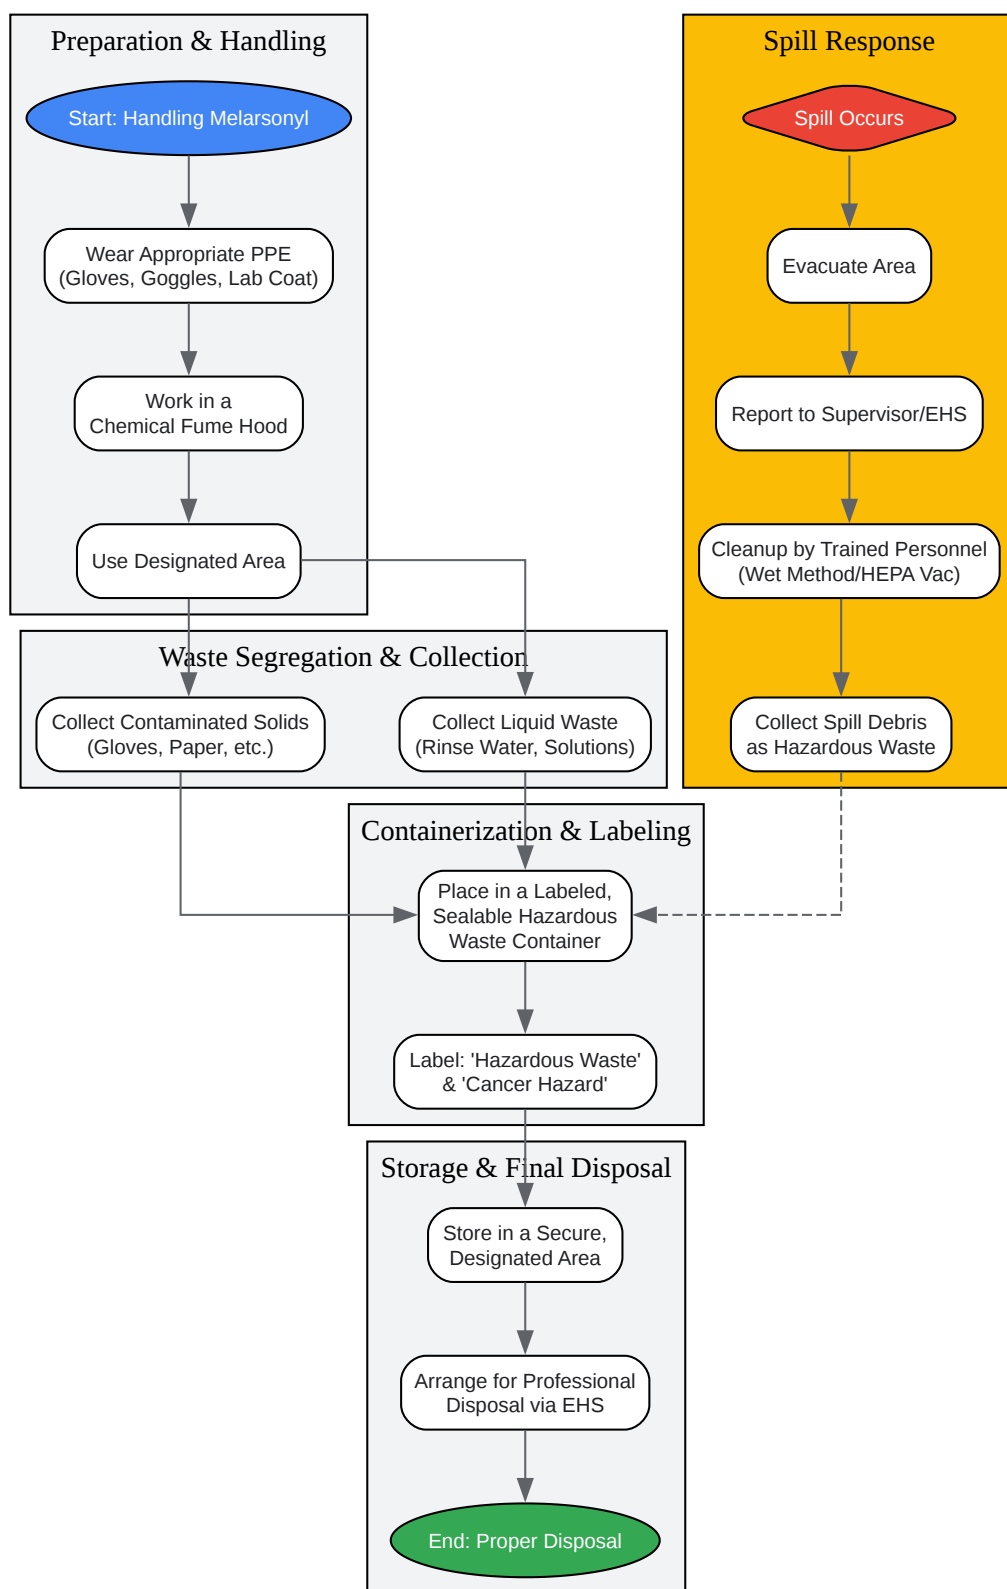 Preparation & Handling
Start: Handling Melarsonyl
Wear Appropriate PPE
(Gloves, Goggles, Lab Coat)
Work in a
Chemical Fume Hood
Use Designated Area
Spill Response
Spill Occurs
Evacuate Area
Report to Supervisor/EHS
Cleanup by Trained Personnel
(Wet Method/HEPA Vac)
Collect Spill Debris
as Hazardous Waste
Waste Segregation & Collection
Collect Contaminated Solids
(Gloves, Paper, etc.)
Collect Liquid Waste
(Rinse Water, Solutions)
Containerization & Labeling
Place in a Labeled,
Sealable Hazardous
Waste Container
Label: 'Hazardous Waste'
& 'Cancer Hazard'
Storage & Final Disposal
Store in a Secure,
Designated Area
Arrange for Professional
Disposal via EHS
End: Proper Disposal